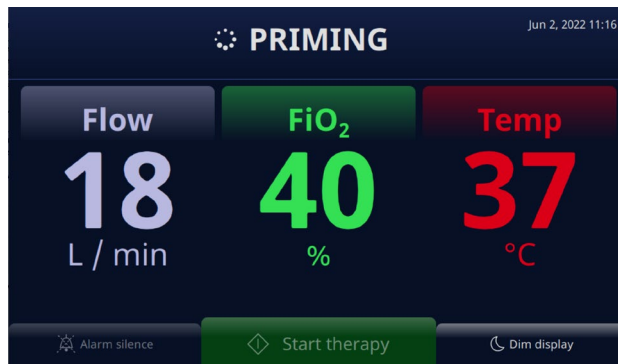 PRIMING
Jun 2, 2022 11:16
Flow
FiO₂
Temp
18
40
37
L / min
%
°C
Alarm silence
Start therapy
Dim display